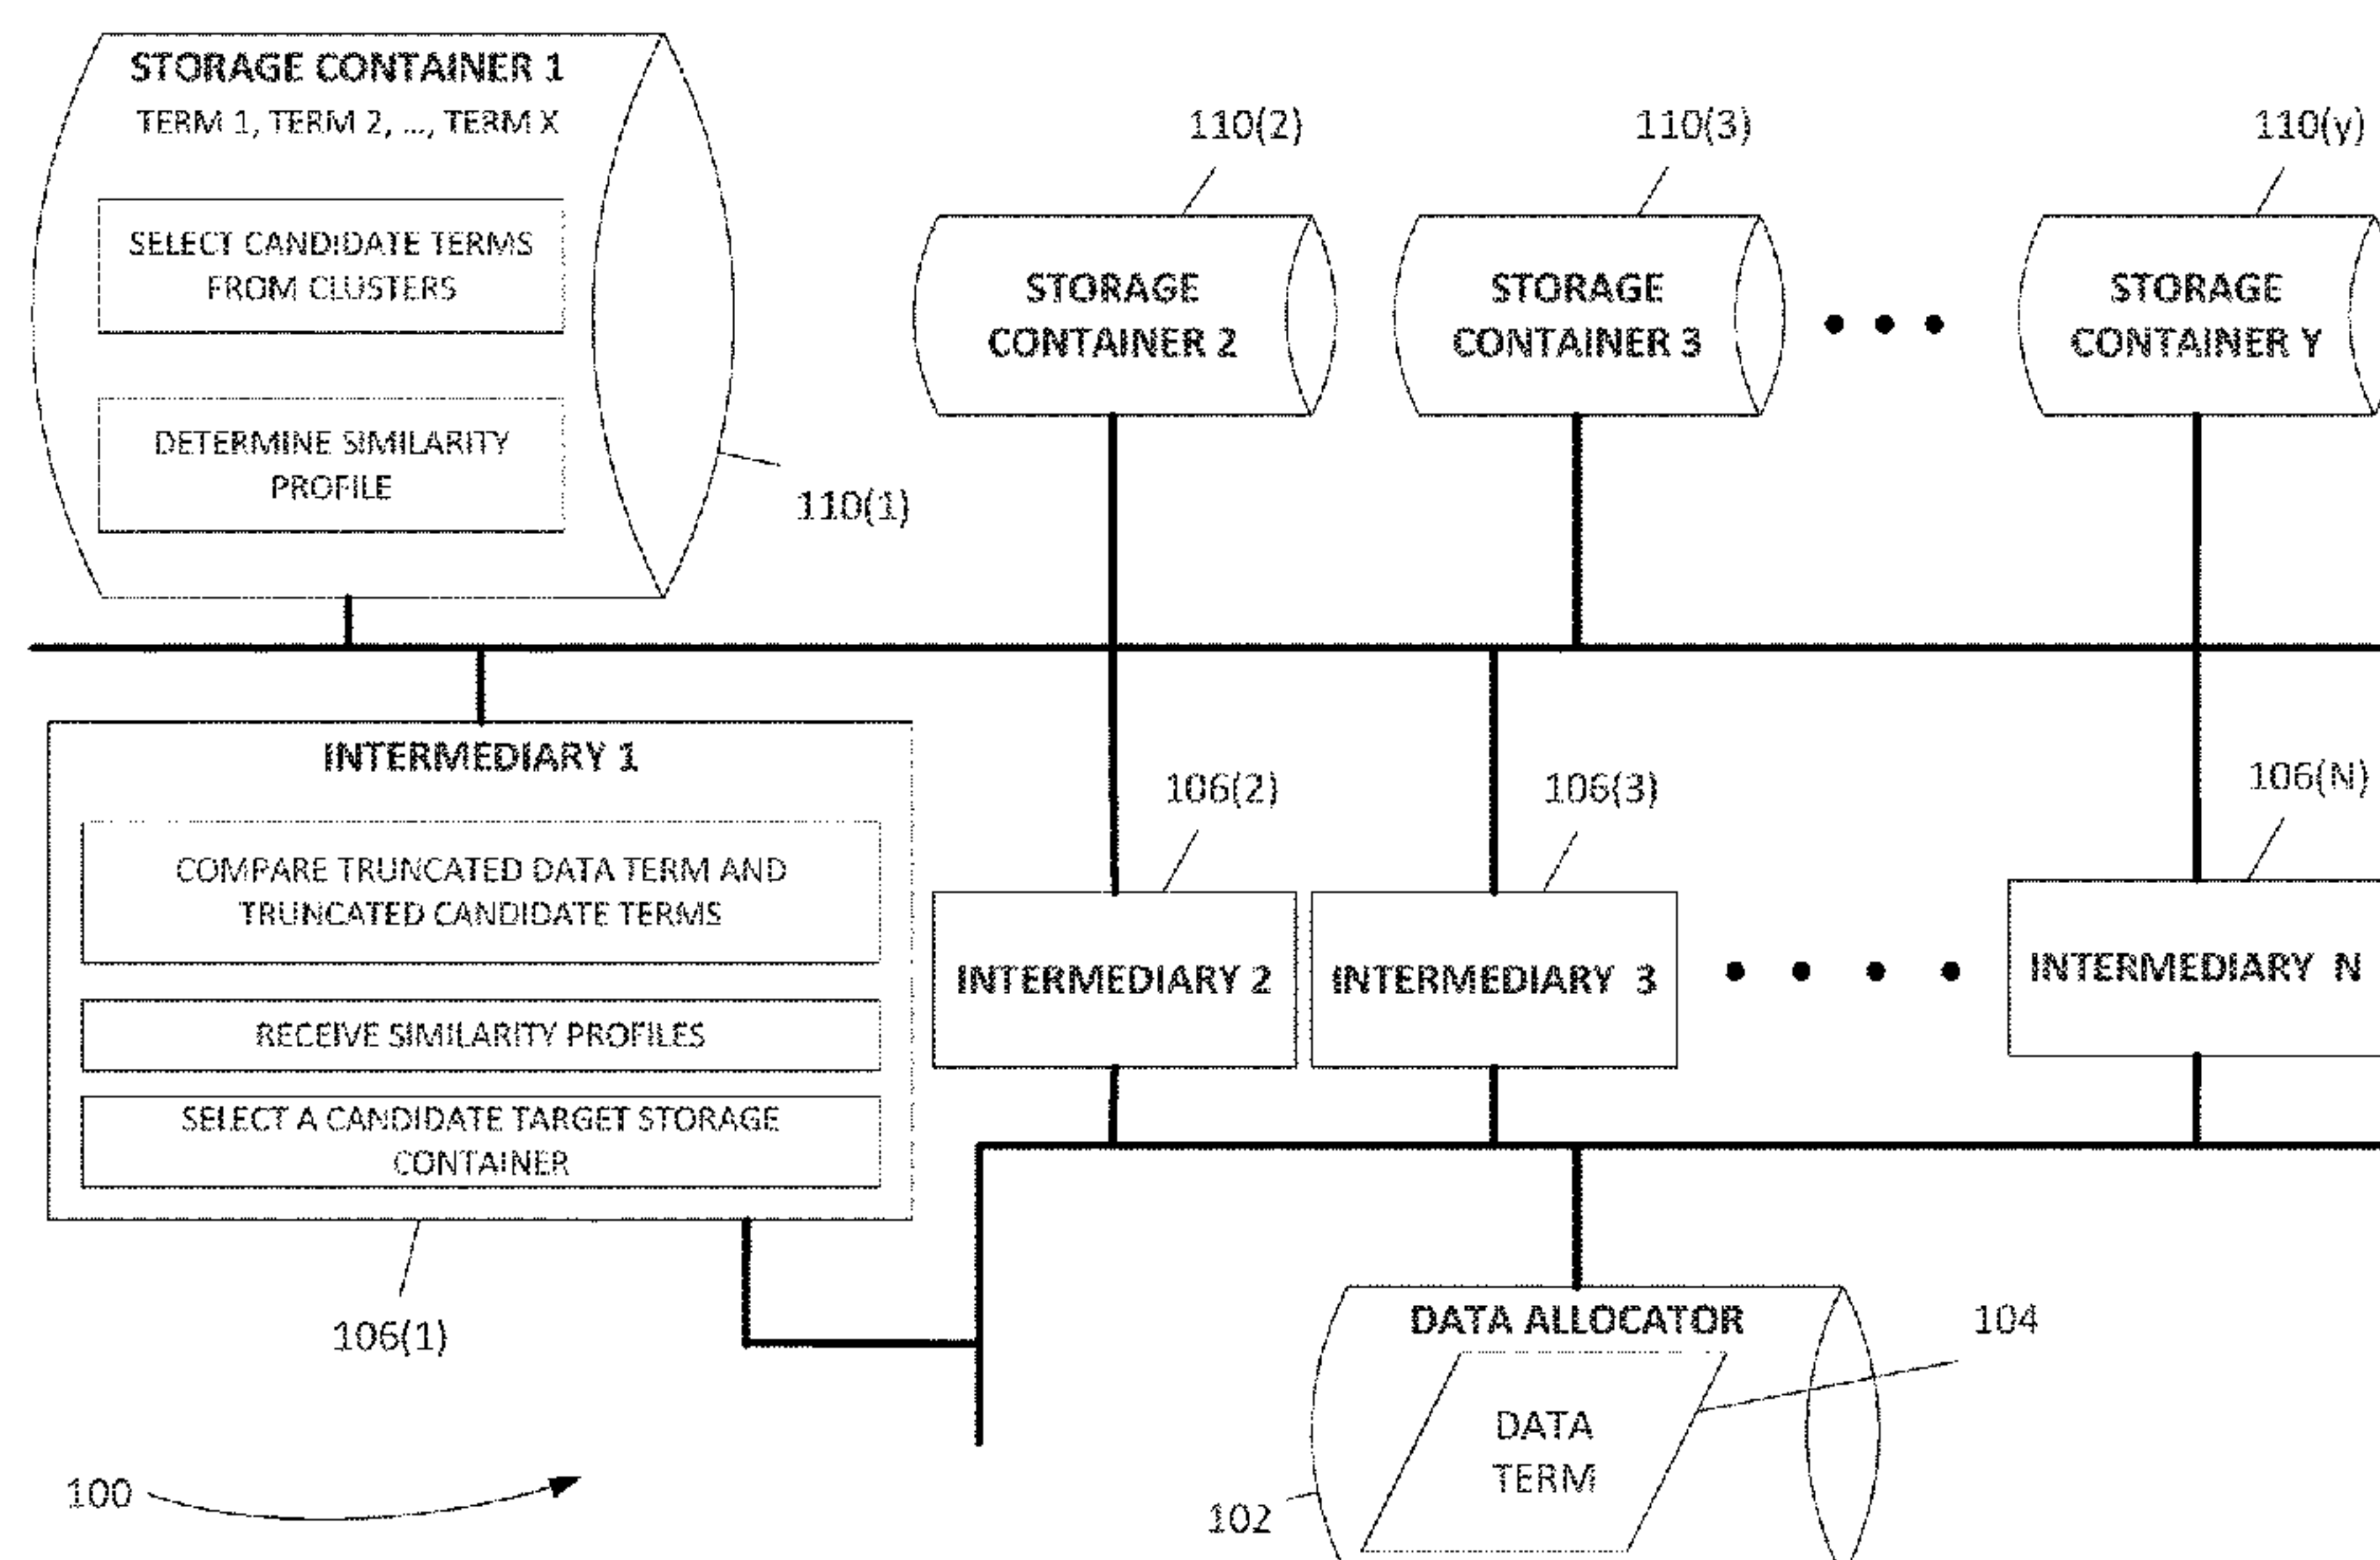 STORAGE CONTAINER 1
TERM 1, TERM 2, ..., TERM X
SELECT CANDIDATE TERMS
FROM CLUSTERS
DETERMINE SIMILARITY
PROFILE
110(1)
110(2)
STORAGE
CONTAINER 2
110(3)
STORAGE
CONTAINER 3
110(y)
STORAGE
CONTAINER Y
INTERMEDIARY 1
COMPARE TRUNCATED DATA TERM AND
TRUNCATED CANDIDATE TERMS
RECEIVE SIMILARITY PROFILES
SELECT A CANDIDATE TARGET STORAGE
CONTAINER
106(1)
106(2)
INTERMEDIARY 2
106(3)
INTERMEDIARY 3
106(N)
INTERMEDIARY N
DATA ALLOCATOR
104
DATA
TERM
102
100